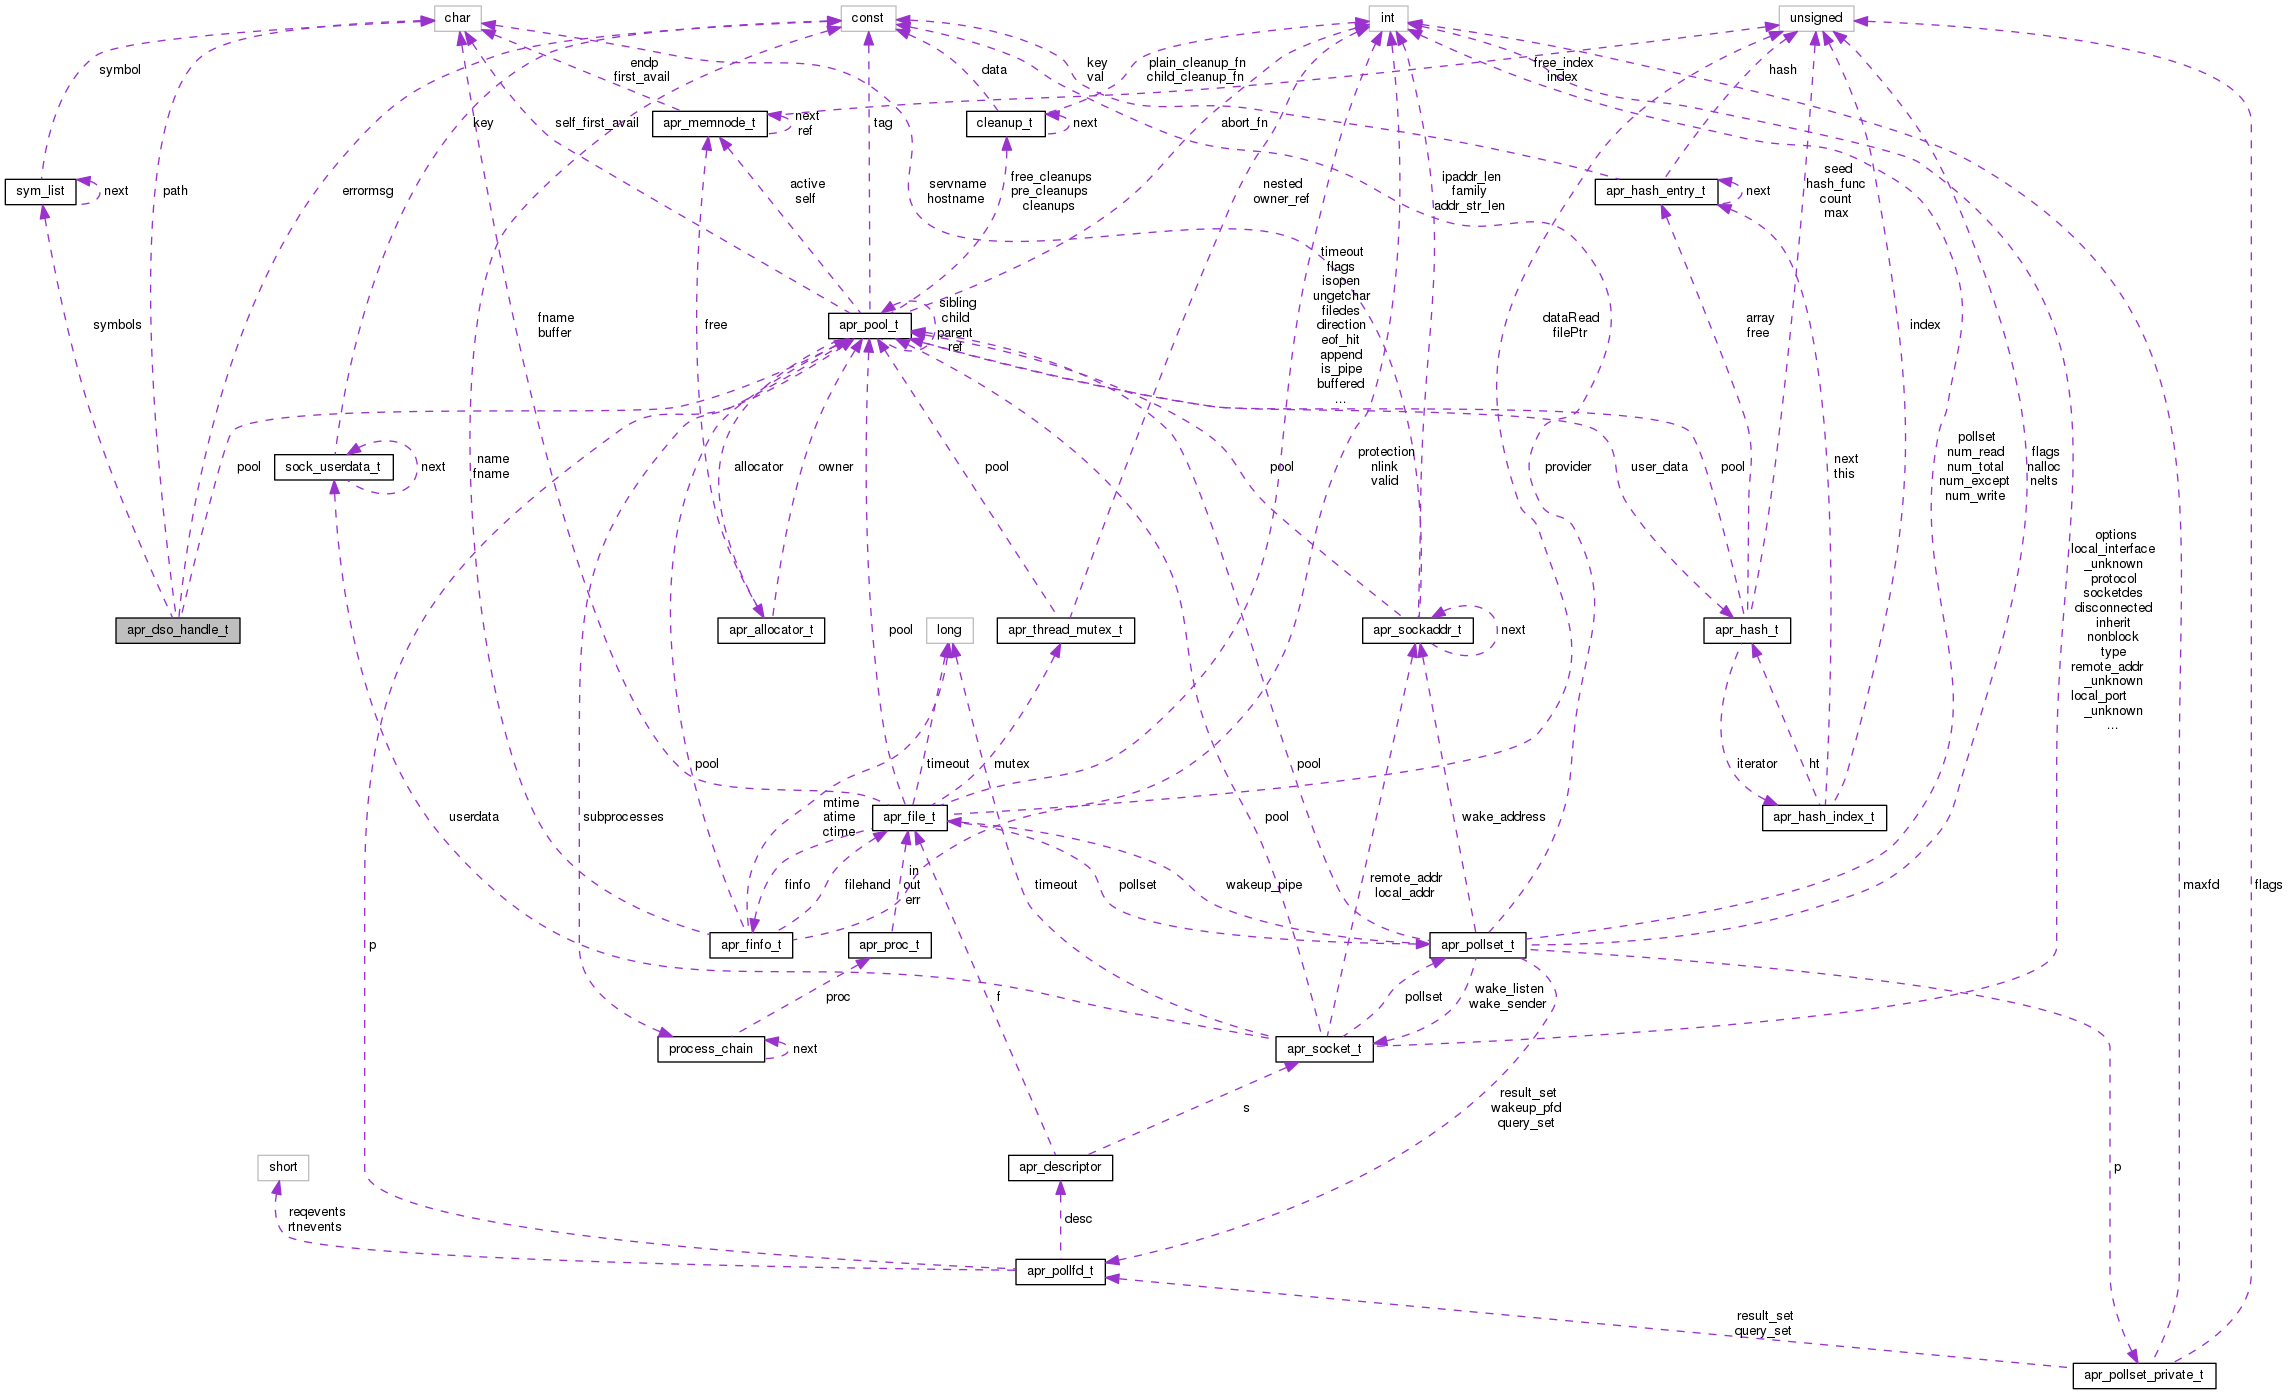 char
const
int
unsigned
symbol
endp
first_avail
data
key
val
plain_cleanup_fn
child_cleanup_fn
free_index
index
hash
key
self_first_avail
apr_memnode_t
next
ref
tag
cleanup_t
next
abort_fn
sym_list
next
path
errormsg
active
self
servname
hostname
free_cleanups
pre_cleanups
cleanups
nested
owner_ref
ipaddr_len
family
addr_str_len
apr_hash_entry_t
next
seed
hash_func
count
max
symbols
fname
buffer
free
apr_pool_t
sibling
child
parent
ref
timeout
flags
isopen
ungetchar
filedes
direction
eof_hit
append
is_pipe
buffered
...
dataRead
filePtr
array
free
index
pool
sock_userdata_t
next
name
fname
allocator
owner
pool
pool
protection
nlink
valid
provider
user_data
pool
next
this
pollset
num_read
num_total
num_except
num_write
flags
nalloc
nelts
apr_dso_handle_t
apr_allocator_t
pool
long
apr_thread_mutex_t
apr_sockaddr_t
next
apr_hash_t
options
local_interface
_unknown
protocol
socketdes
disconnected
inherit
nonblock
type
remote_addr
_unknown
local_port
_unknown
...
pool
timeout
mutex
pool
iterator
ht
userdata
subprocesses
mtime
atime
ctime
apr_file_t
pool
wake_address
apr_hash_index_t
finfo
filehand
in
out
err
timeout
pollset
wakeup_pipe
remote_addr
local_addr
maxfd
flags
p
apr_finfo_t
apr_proc_t
apr_pollset_t
proc
f
pollset
wake_listen
wake_sender
process_chain
next
apr_socket_t
s
result_set
wakeup_pfd
query_set
short
apr_descriptor
p
reqevents
rtnevents
desc
apr_pollfd_t
result_set
query_set
apr_pollset_private_t